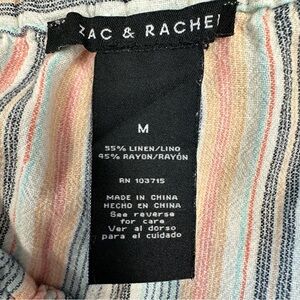 ZAC & RACHEL
M
55% LINEN/LINO
45% RAYON/RAYÓN
RN 103715
MADE IN CHINA
HECHO EN CHINA
See reverse
for care
Ver al dorso
para el cuidado